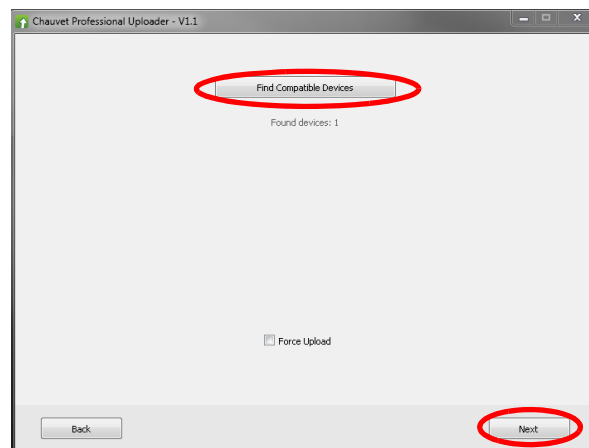 Chauvet Professional Uploader - V1.1
Find Compatible Devices
Found devices: 1
Force Upload
Back
Next